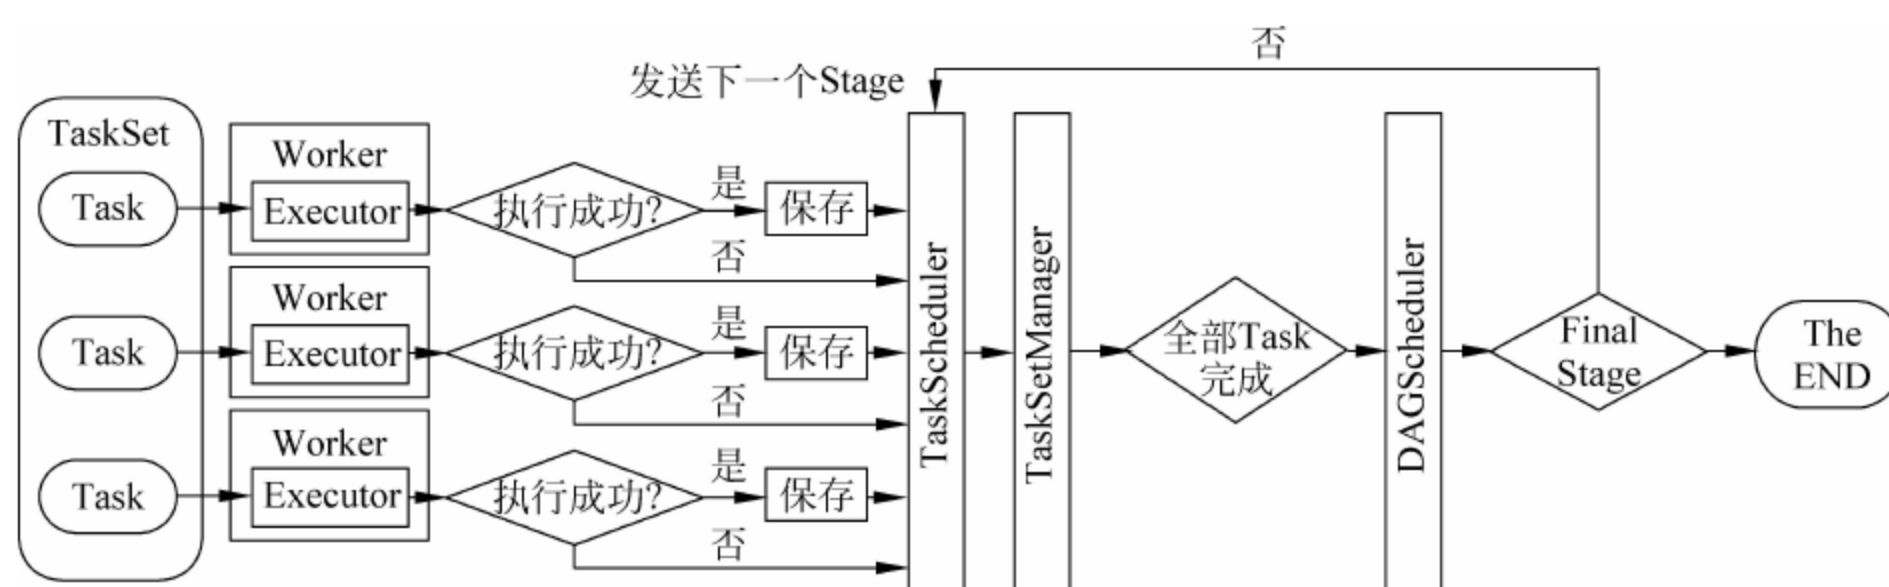 否
发送下一个Stage
TaskSet
Task
Worker
Executor
执行成功?
是
保存
否
Task
Worker
Executor
执行成功?
是
保存
否
Task
Worker
Executor
执行成功?
是
保存
否
TaskScheduler
TaskSetManager
全部Task
完成
DAGScheduler
Final
Stage
The
END